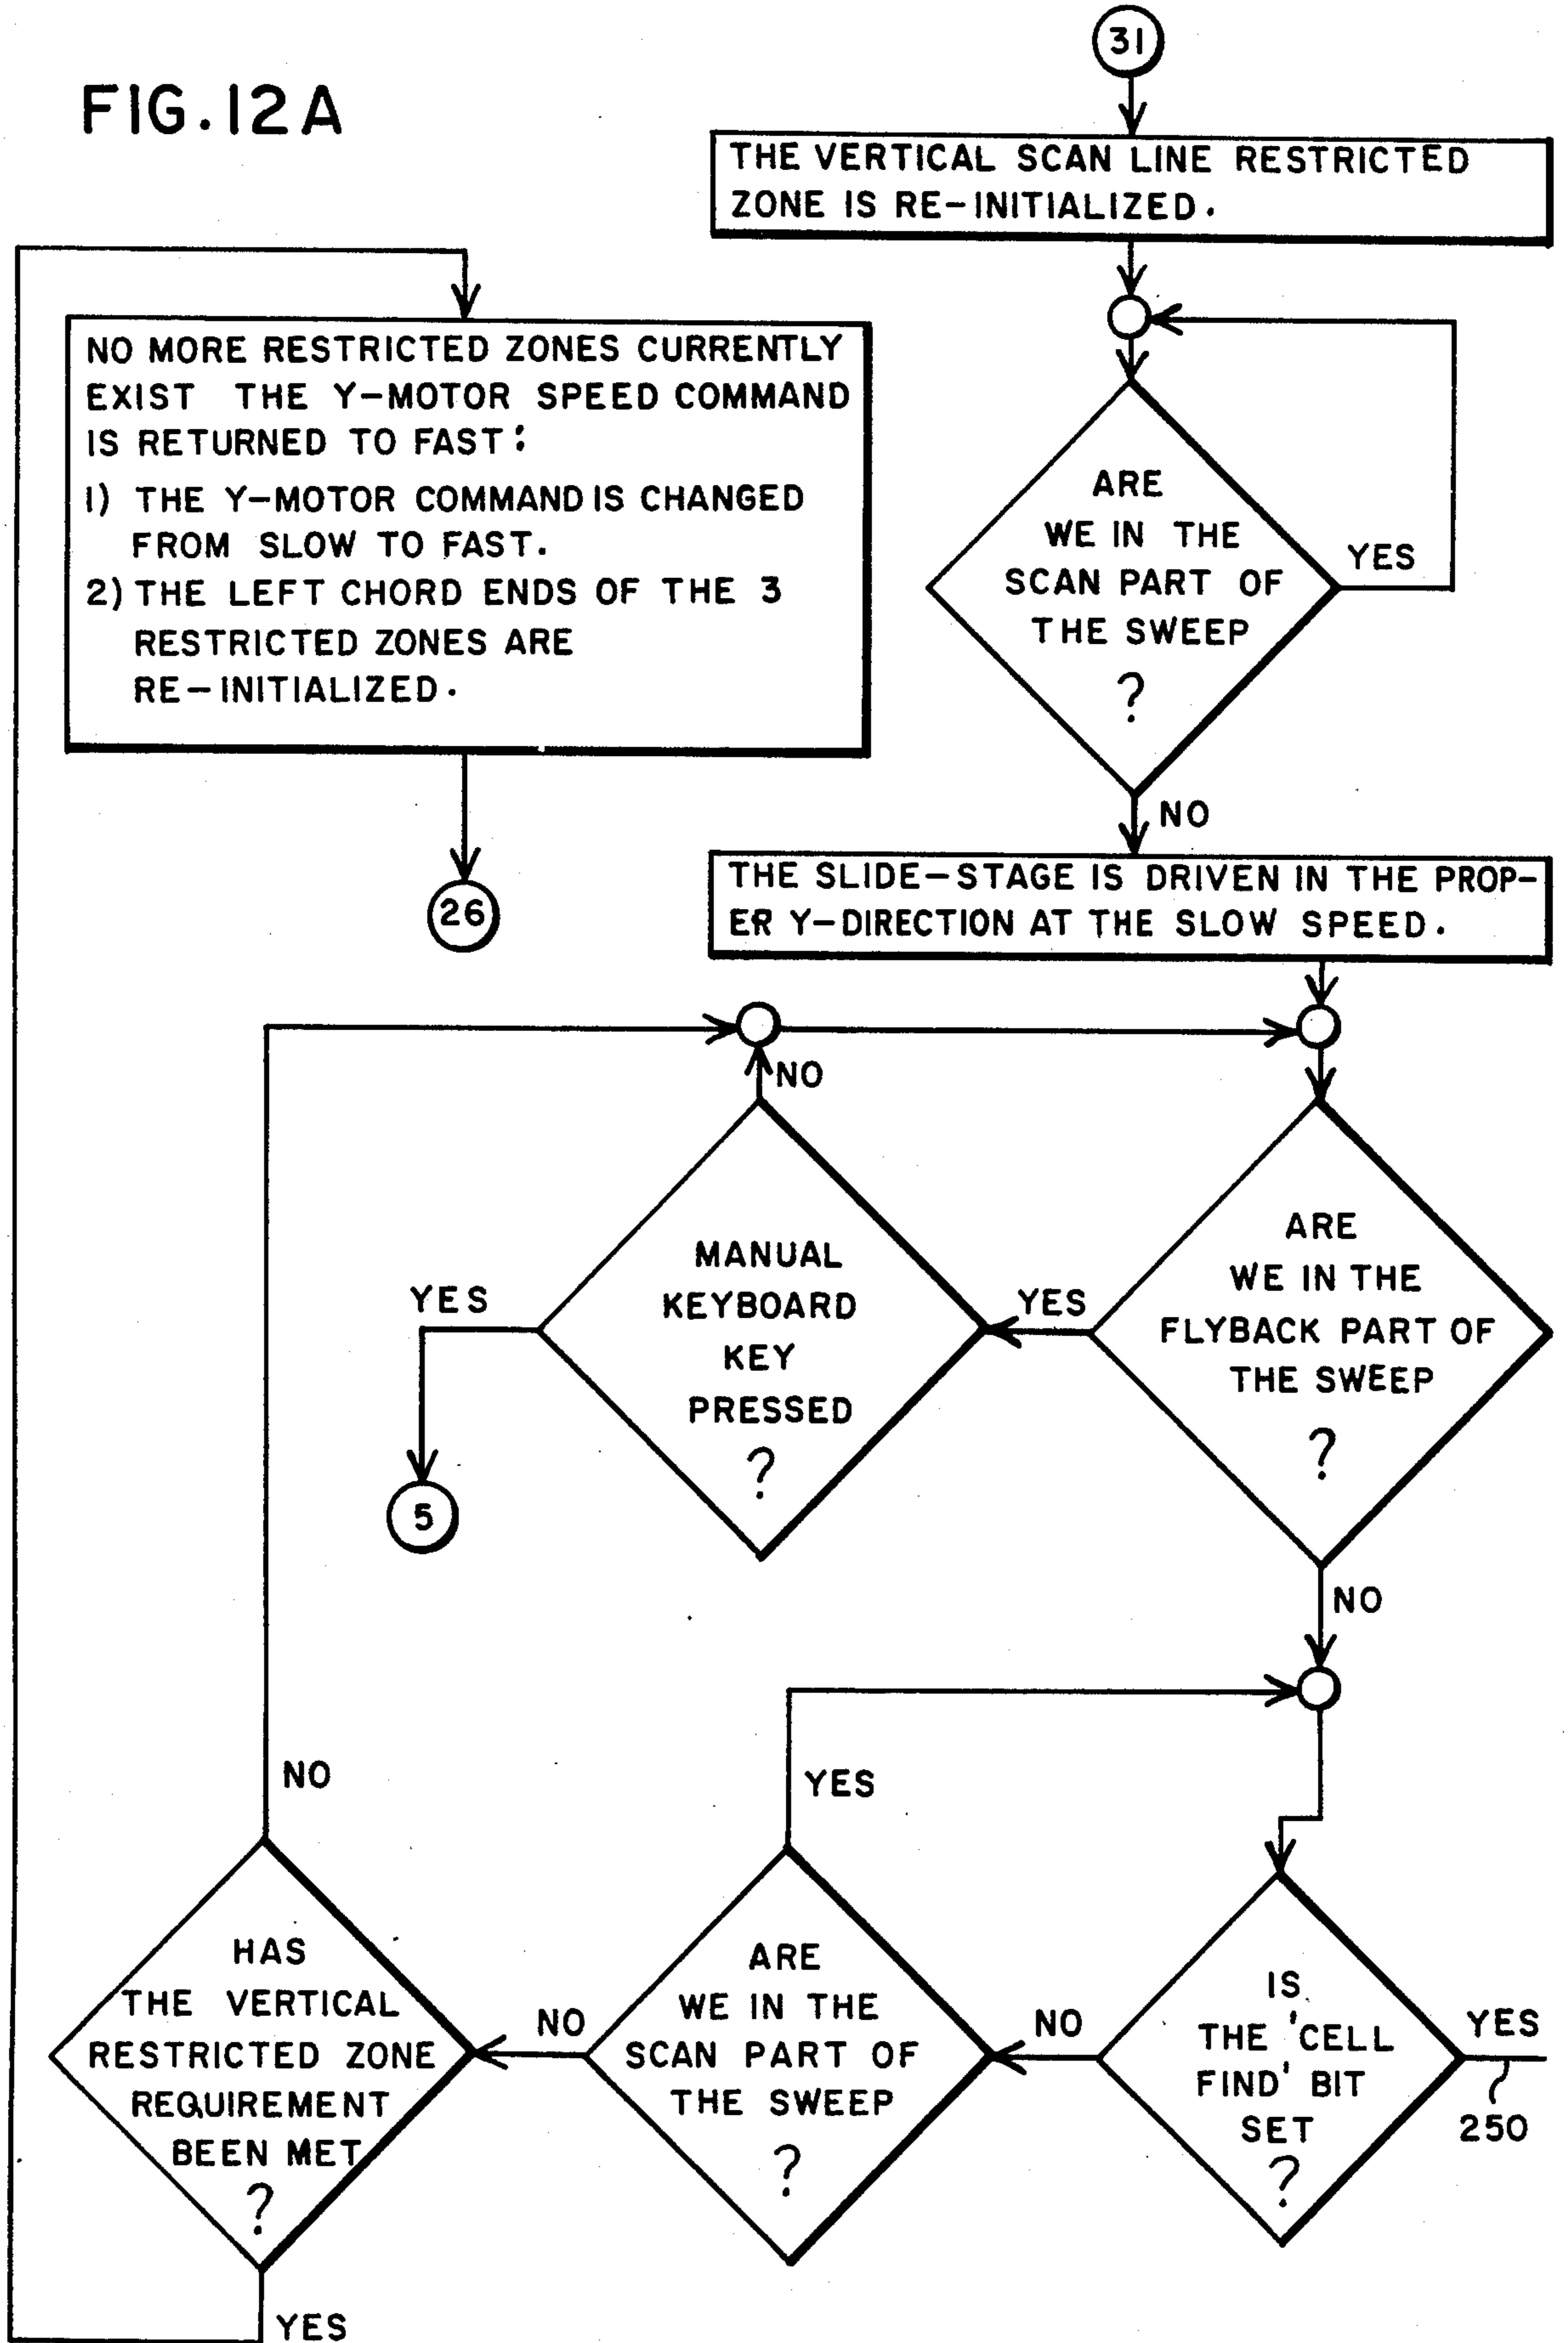 FIG. 12A
31
THE VERTICAL SCAN LINE RESTRICTED
ZONE IS RE-INITIALIZED.
NO MORE RESTRICTED ZONES CURRENTLY
EXIST THE Y-MOTOR SPEED COMMAND
IS RETURNED TO FAST:
1) THE Y-MOTOR COMMAND IS CHANGED
FROM SLOW TO FAST.
2) THE LEFT CHORD ENDS OF THE 3
RESTRICTED ZONES ARE
RE-INITIALIZED.
26
ARE
WE IN THE
SCAN PART OF
THE SWEEP
?
YES
NO
THE SLIDE-STAGE IS DRIVEN IN THE PROP-
ER Y-DIRECTION AT THE SLOW SPEED.
NO
MANUAL
KEYBOARD
KEY
PRESSED
?
YES
5
YES
ARE
WE IN THE
FLYBACK PART OF
THE SWEEP
?
NO
NO
HAS
THE VERTICAL
RESTRICTED ZONE
REQUIREMENT
BEEN MET
?
YES
NO
YES
ARE
WE IN THE
SCAN PART OF
THE SWEEP
?
NO
IS
THE 'CELL
FIND' BIT
SET
?
YES
250